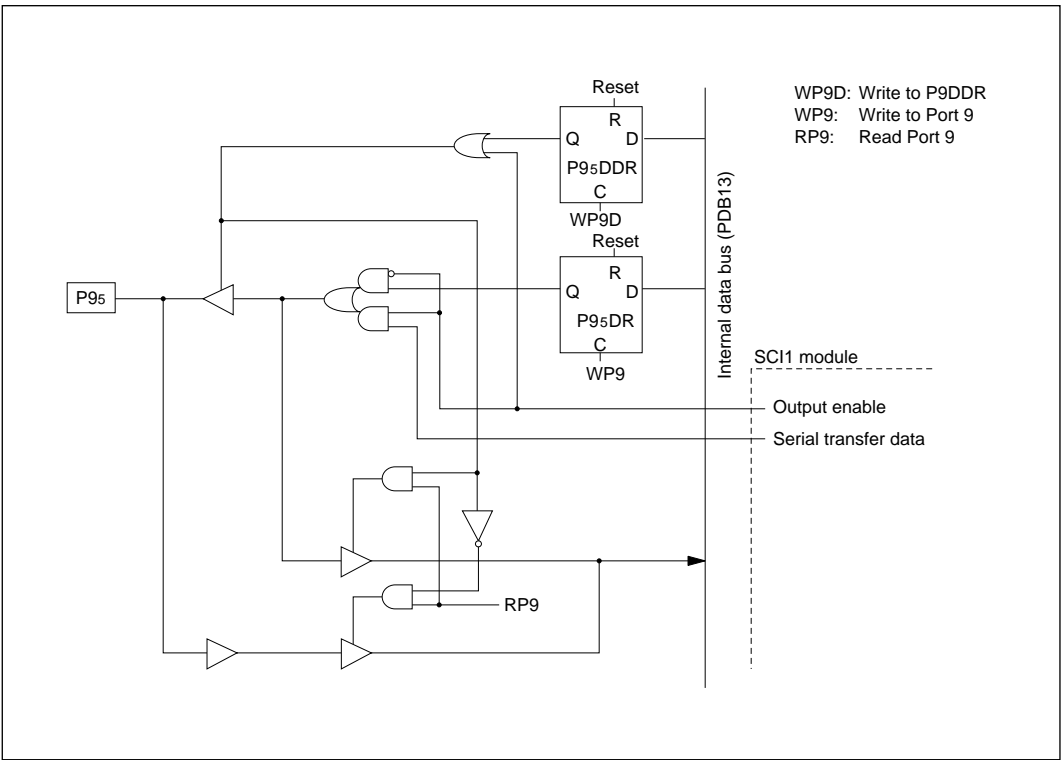 Reset
R
Q D
P95DDR
C
WP9D
Reset
R
Q D
P95DR
C
WP9
P95
Internal data bus (PDB13)
WP9D: Write to P9DDR
WP9: Write to Port 9
RP9: Read Port 9
SCI1 module
Output enable
Serial transfer data
RP9